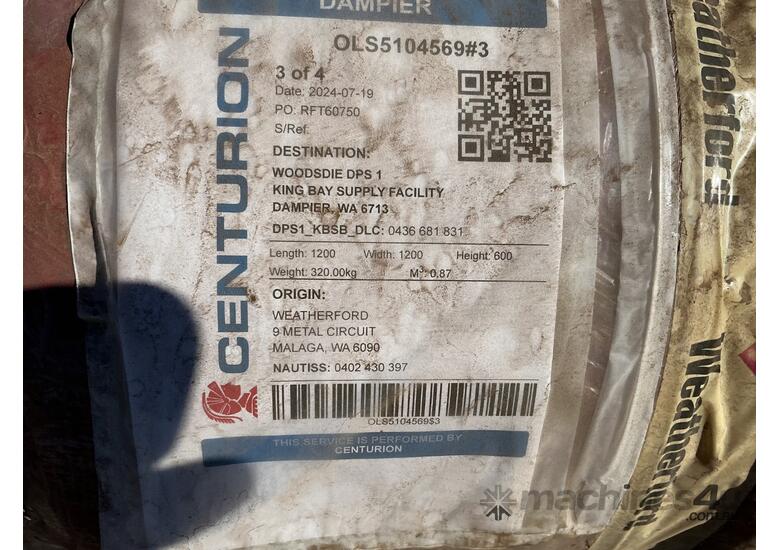 DAMPIER
OLS5104569#3
3 of 4
Date: 2024-07-19
PO: RFT60750
S/Ref:
DESTINATION:
WOODSDIE DPS 1
KING BAY SUPPLY FACILITY
DAMPIER, WA 6713
DPS1_KBSB_DLC: 0436 681 831
Length: 1200 Width: 1200 Height: 600
Weight: 320.00kg M³: 0.87
ORIGIN:
WEATHERFORD
9 METAL CIRCUIT
MALAGA, WA 6090
NAUTISS: 0402 430 397
OLS5104569$3
THIS SERVICE IS PERFORMED BY
CENTURION
CENTURION
Weatherford
Weatherford
machines4u
.com.au